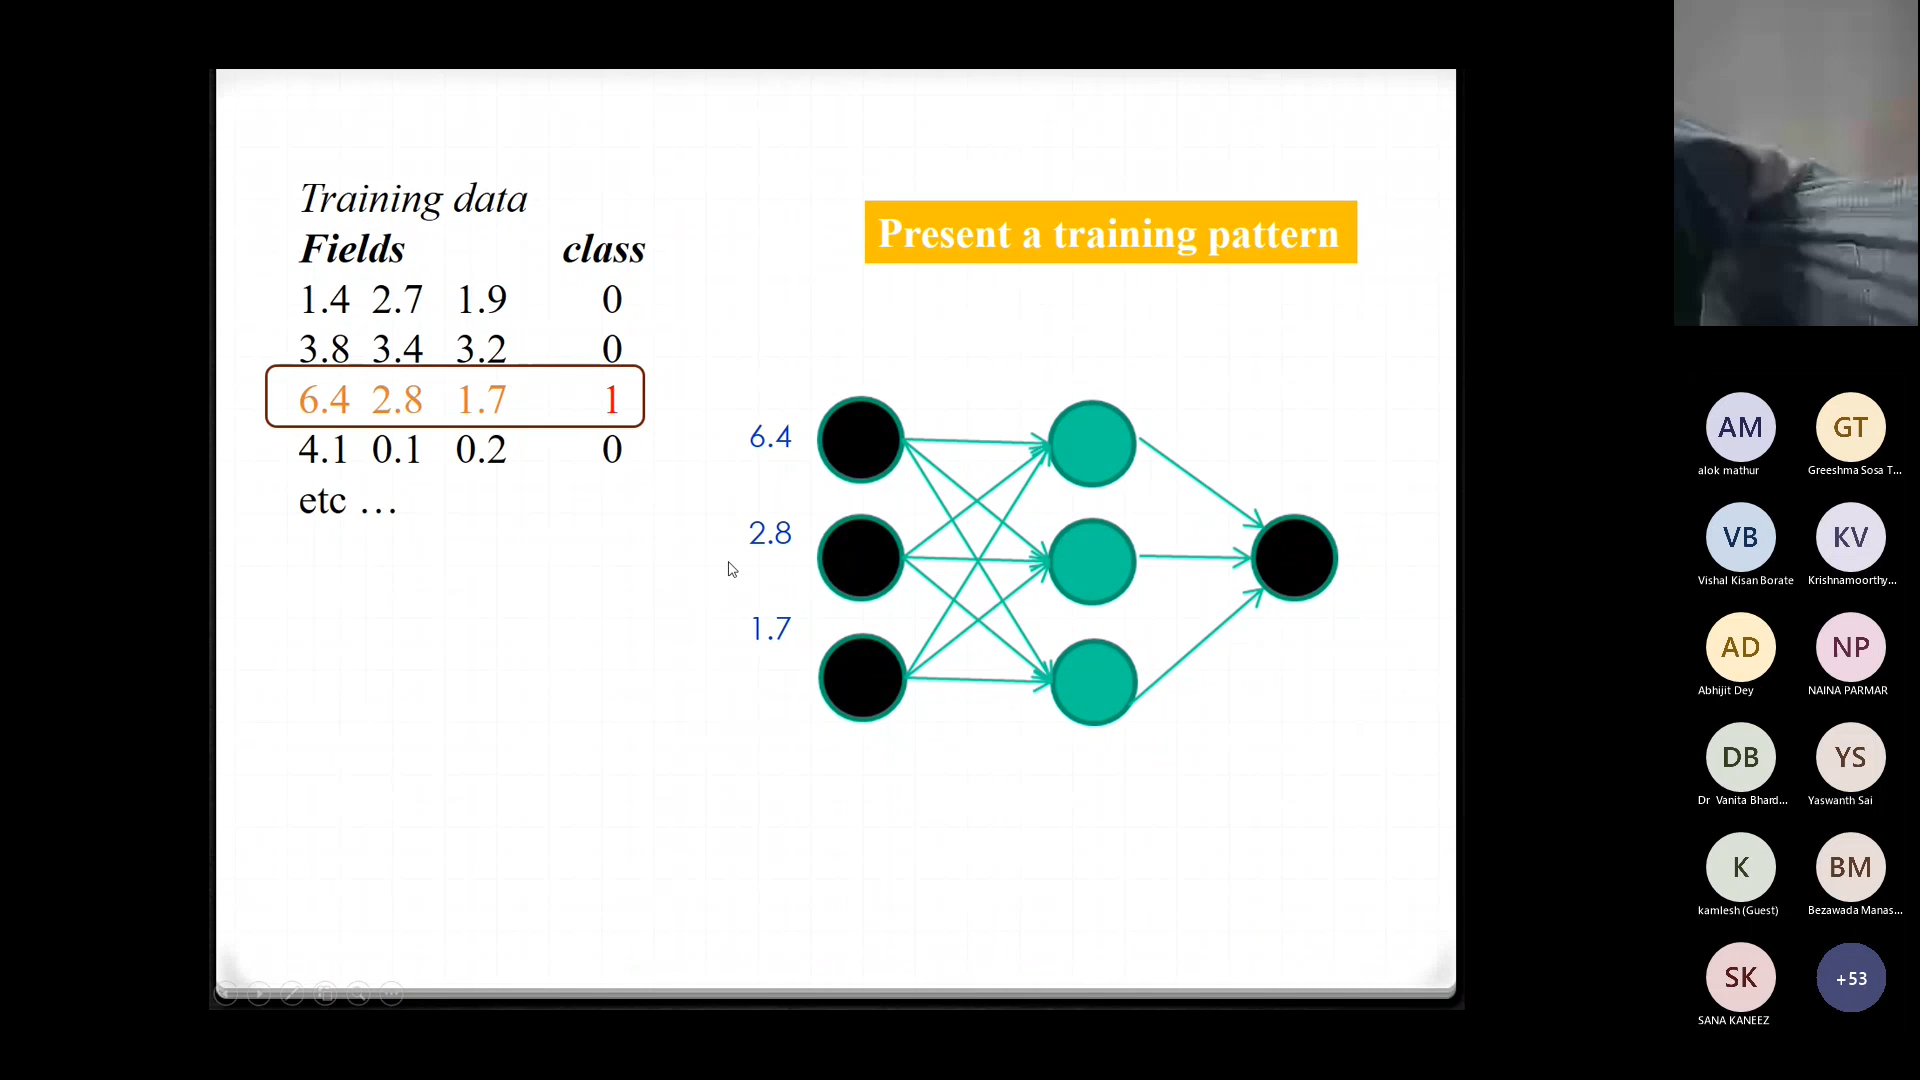 Training data
Fields class
1.4 2.7 1.9 0
3.8 3.4 3.2 0
6.4 2.8 1.7 1
4.1 0.1 0.2 0
etc …
Present a training pattern
6.4
2.8
1.7
AM
alok mathur
GT
Greeshma Sosa T...
VB
Vishal Kisan Borate
KV
Krishnamoorthy...
AD
Abhijit Dey
NP
NAINA PARMAR
DB
Dr Vanita Bhard...
YS
Yaswanth Sai
K
kamlesh (Guest)
BM
Bezawada Manas...
SK
SANA KANEEZ
+53